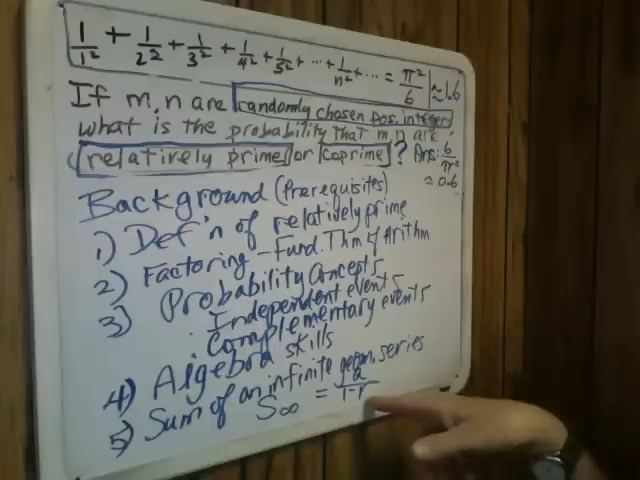 1/1² + 1/2² + 1/3² + 1/4² + 1/5² + ... + 1/n² + ... = π²/6 ≈ 1.6
If m, n are randomly chosen pos. integers
what is the probability that m, n are
relatively prime or coprime? Ans: 6/π²
≈ 0.6
Background (Prerequisites)
1) Def'n of relatively prime
2) Factoring - Fund. Thm of Arithm
3) Probability Concepts
· Independent events
· Complementary events
4) Algebra skills
5) Sum of an infinite geom. series
S∞ = a/1-r